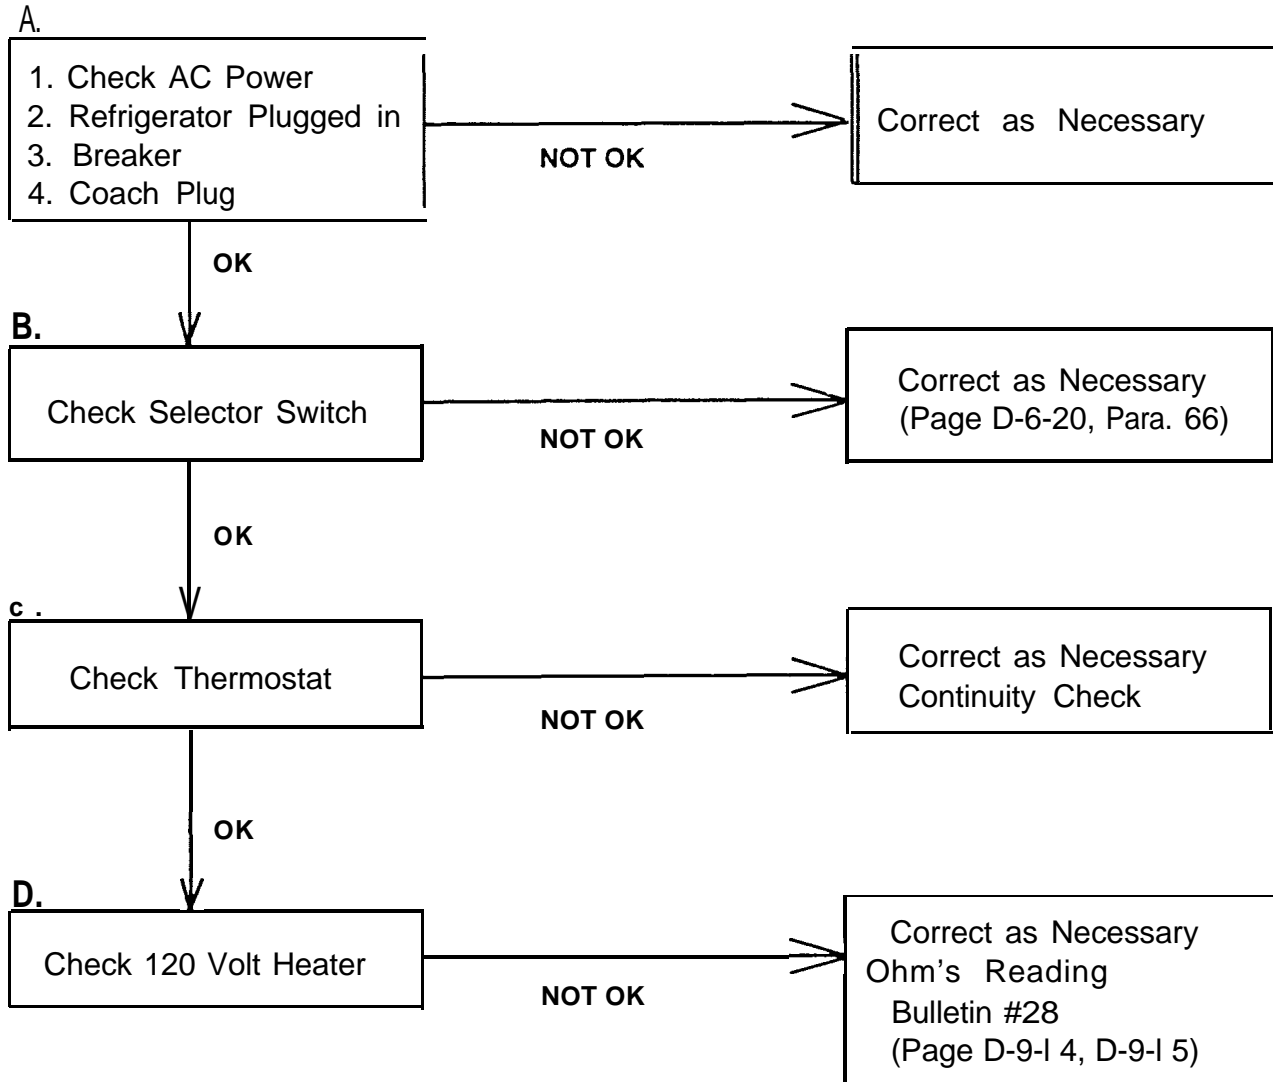 A.
1. Check AC Power
2. Refrigerator Plugged in
3. Breaker
4. Coach Plug
NOT OK
Correct as Necessary
OK
B.
Check Selector Switch
NOT OK
Correct as Necessary
(Page D-6-20, Para. 66)
OK
c .
Check Thermostat
NOT OK
Correct as Necessary
Continuity Check
OK
D.
Check 120 Volt Heater
NOT OK
Correct as Necessary
Ohm's Reading
Bulletin #28
(Page D-9-l 4, D-9-l 5)